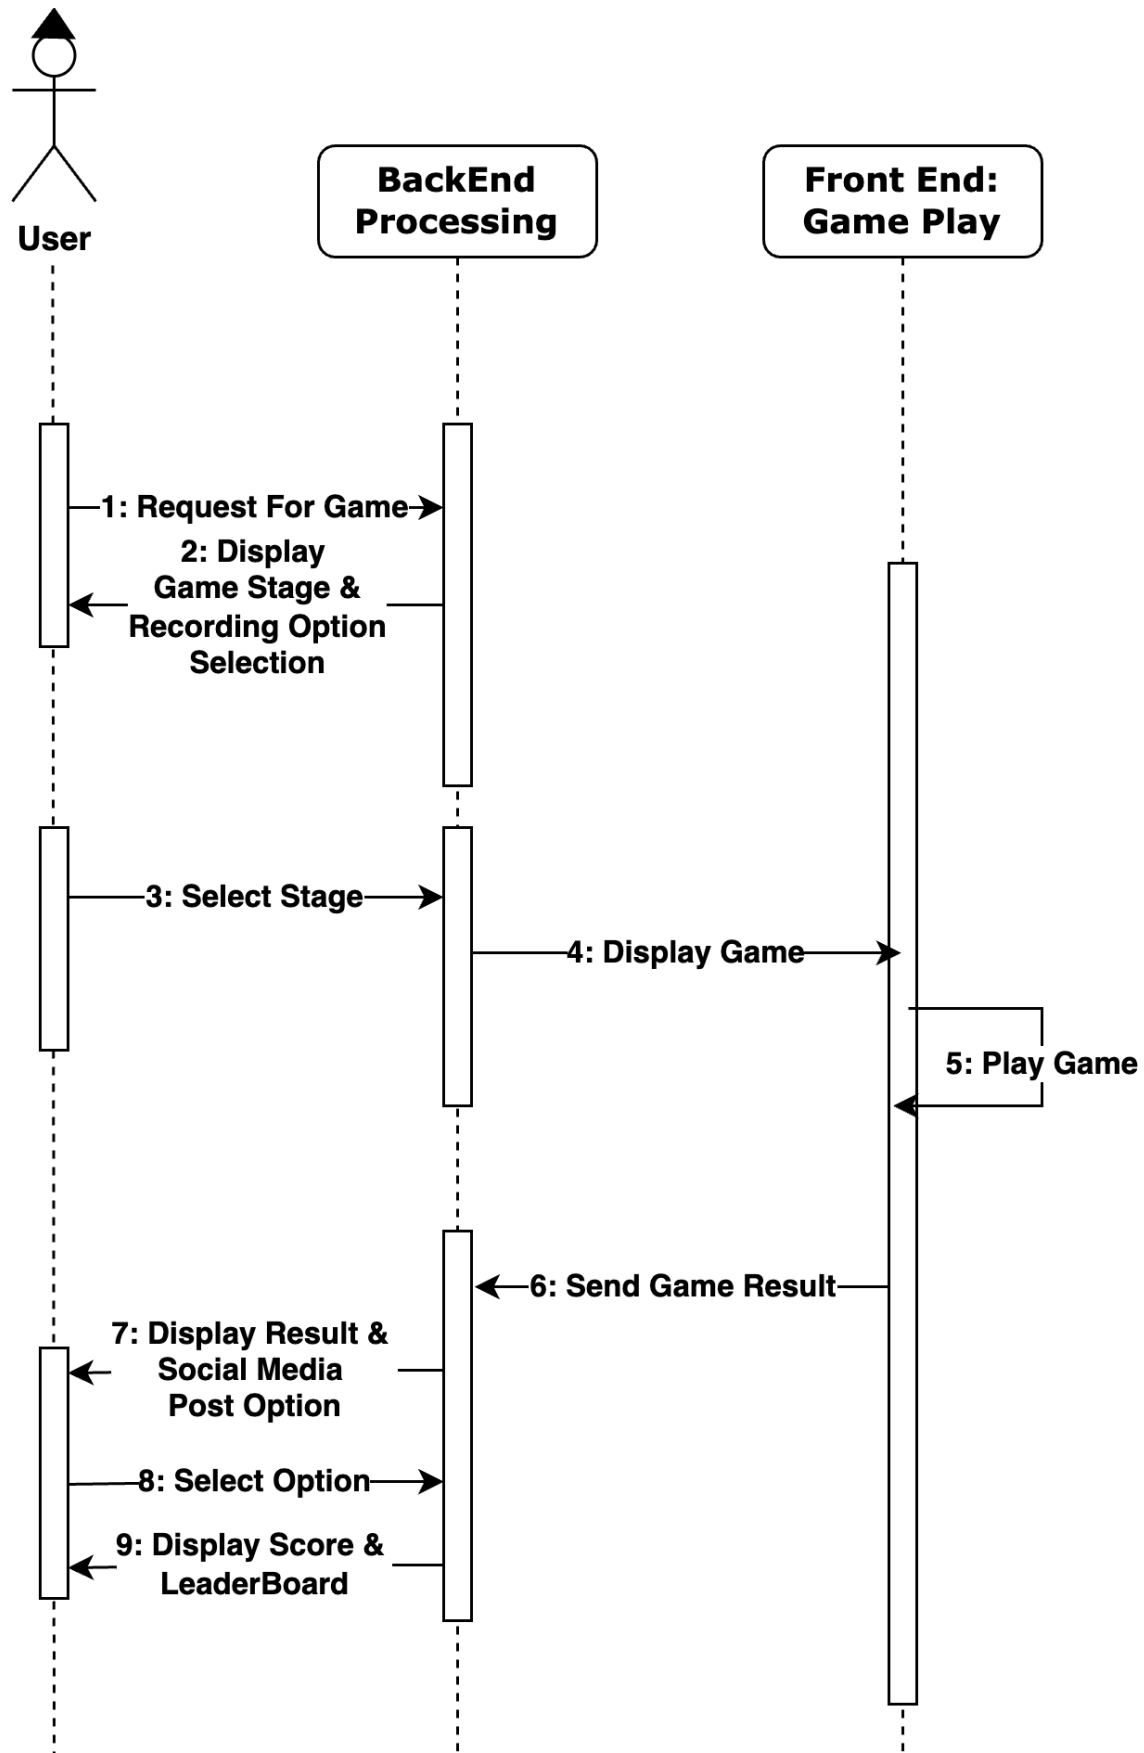 User
BackEnd
Processing
Front End:
Game Play
1: Request For Game
2: Display
Game Stage &
Recording Option
Selection
3: Select Stage
4: Display Game
5: Play Game
6: Send Game Result
7: Display Result &
Social Media
Post Option
8: Select Option
9: Display Score &
LeaderBoard